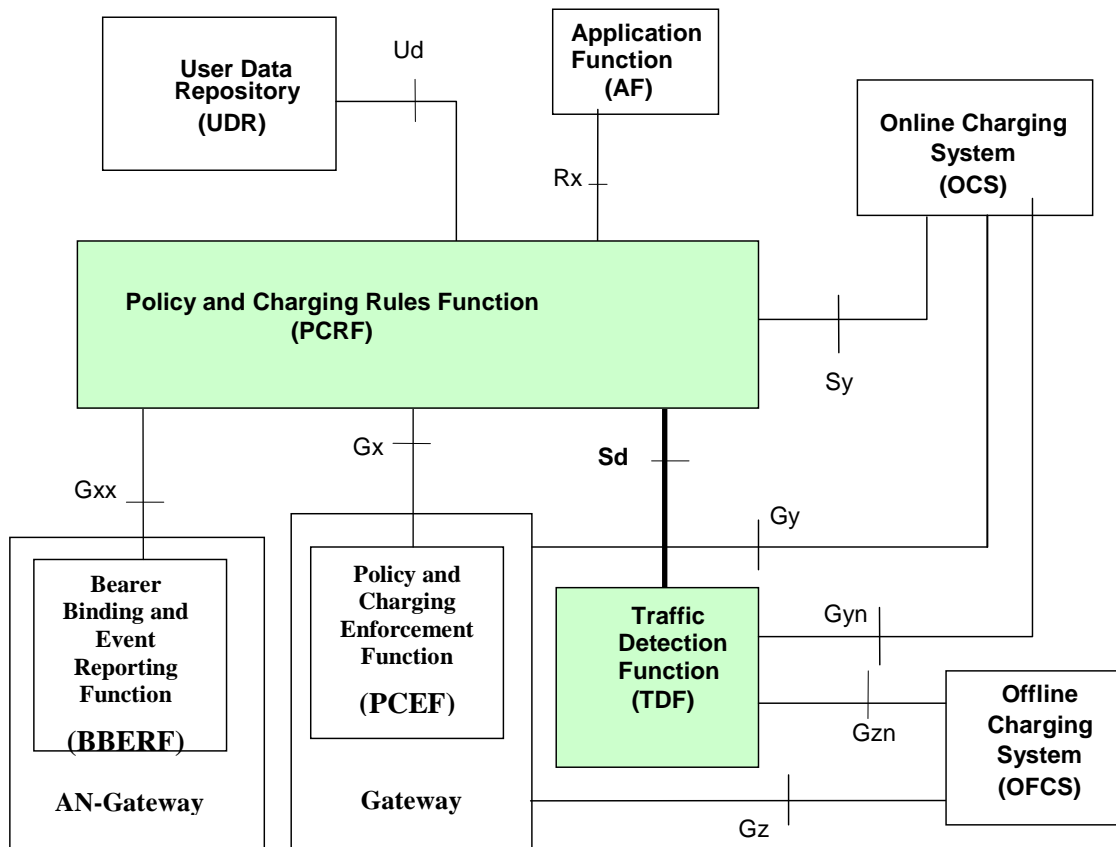 User Data
Repository
(UDR)
Ud
Application
Function
(AF)
Rx
Online Charging
System
(OCS)
Policy and Charging Rules Function
(PCRF)
Sy
Gxx
Gx
Sd
Gy
Bearer
Binding and
Event
Reporting
Function
(BBERF)
AN-Gateway
Policy and
Charging
Enforcement
Function
(PCEF)
Gateway
Traffic
Detection
Function
(TDF)
Gyn
Gzn
Gz
Offline
Charging
System
(OFCS)